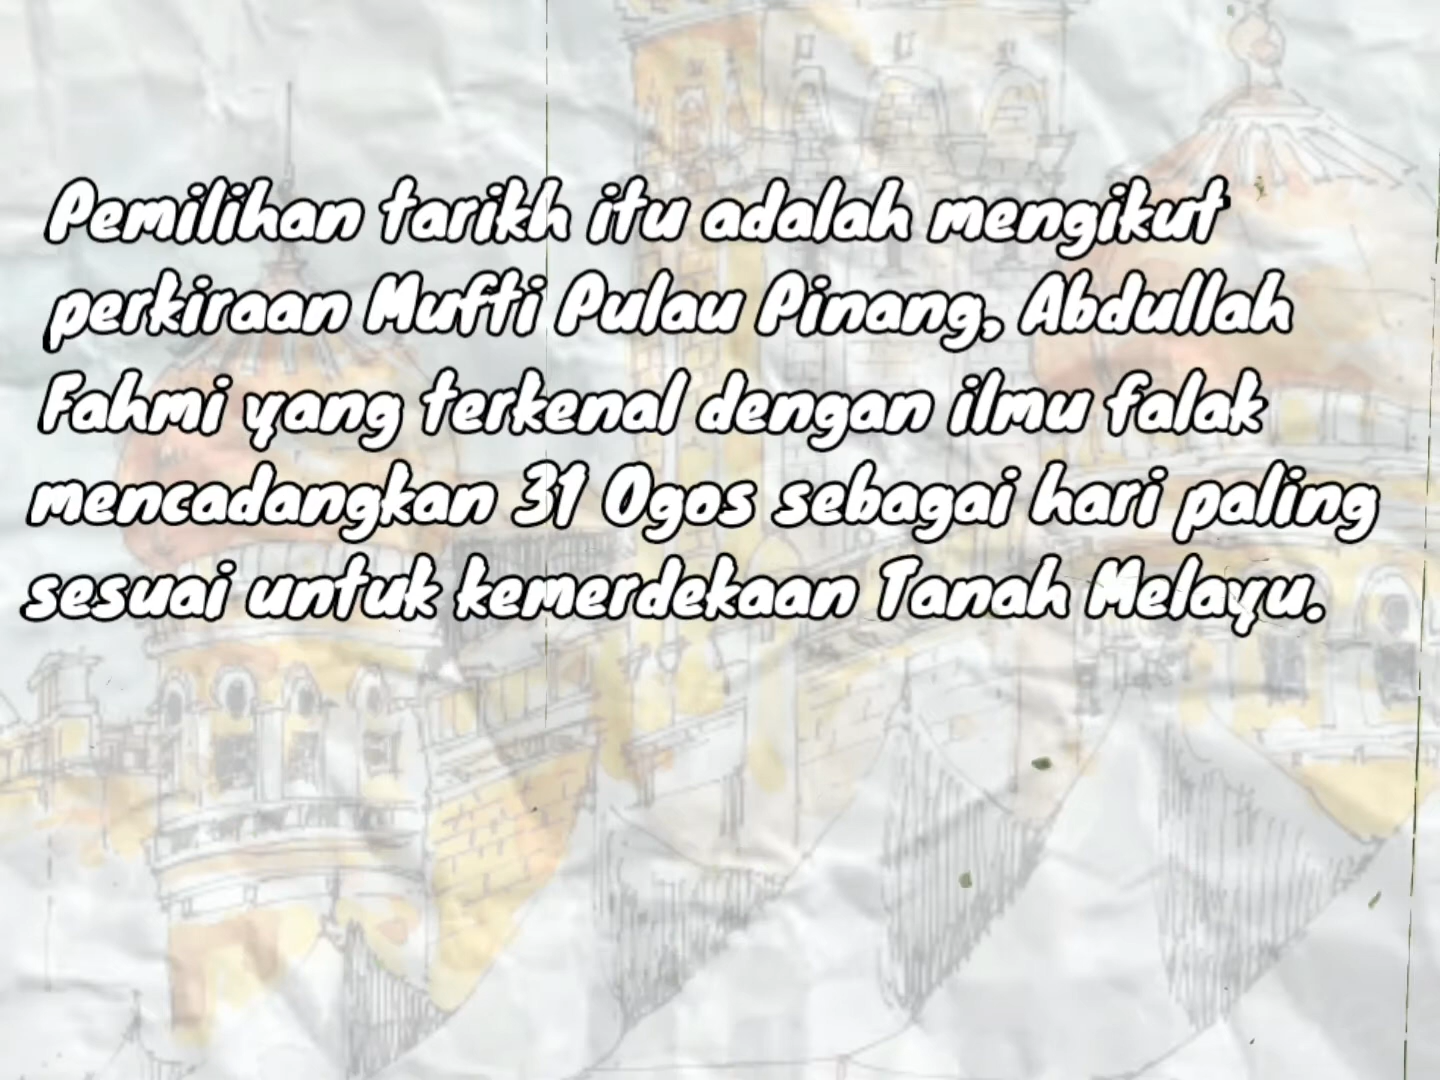 Pemilihan tarikh itu adalah mengikut
perkiraan Mufti Pulau Pinang, Abdullah
Fahmi yang terkenal dengan ilmu falak
mencadangkan 31 Ogos sebagai hari paling
sesuai untuk kemerdekaan Tanah Melayu.